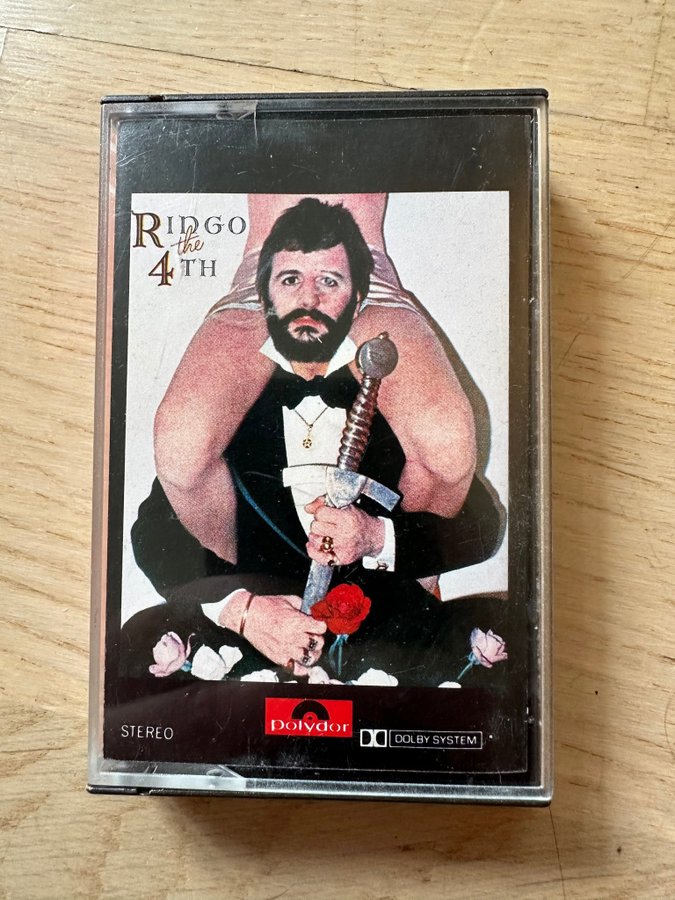 RINGO
the
4TH
STEREO
polydor
DOLBY SYSTEM